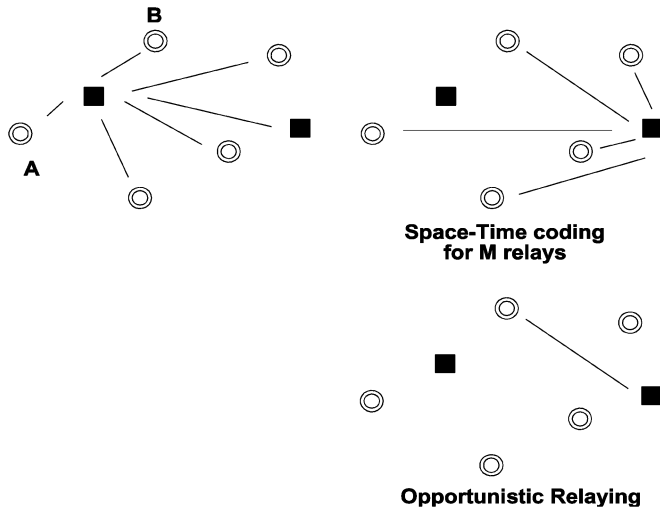 B
A
Space-Time coding
for M relays
Opportunistic Relaying